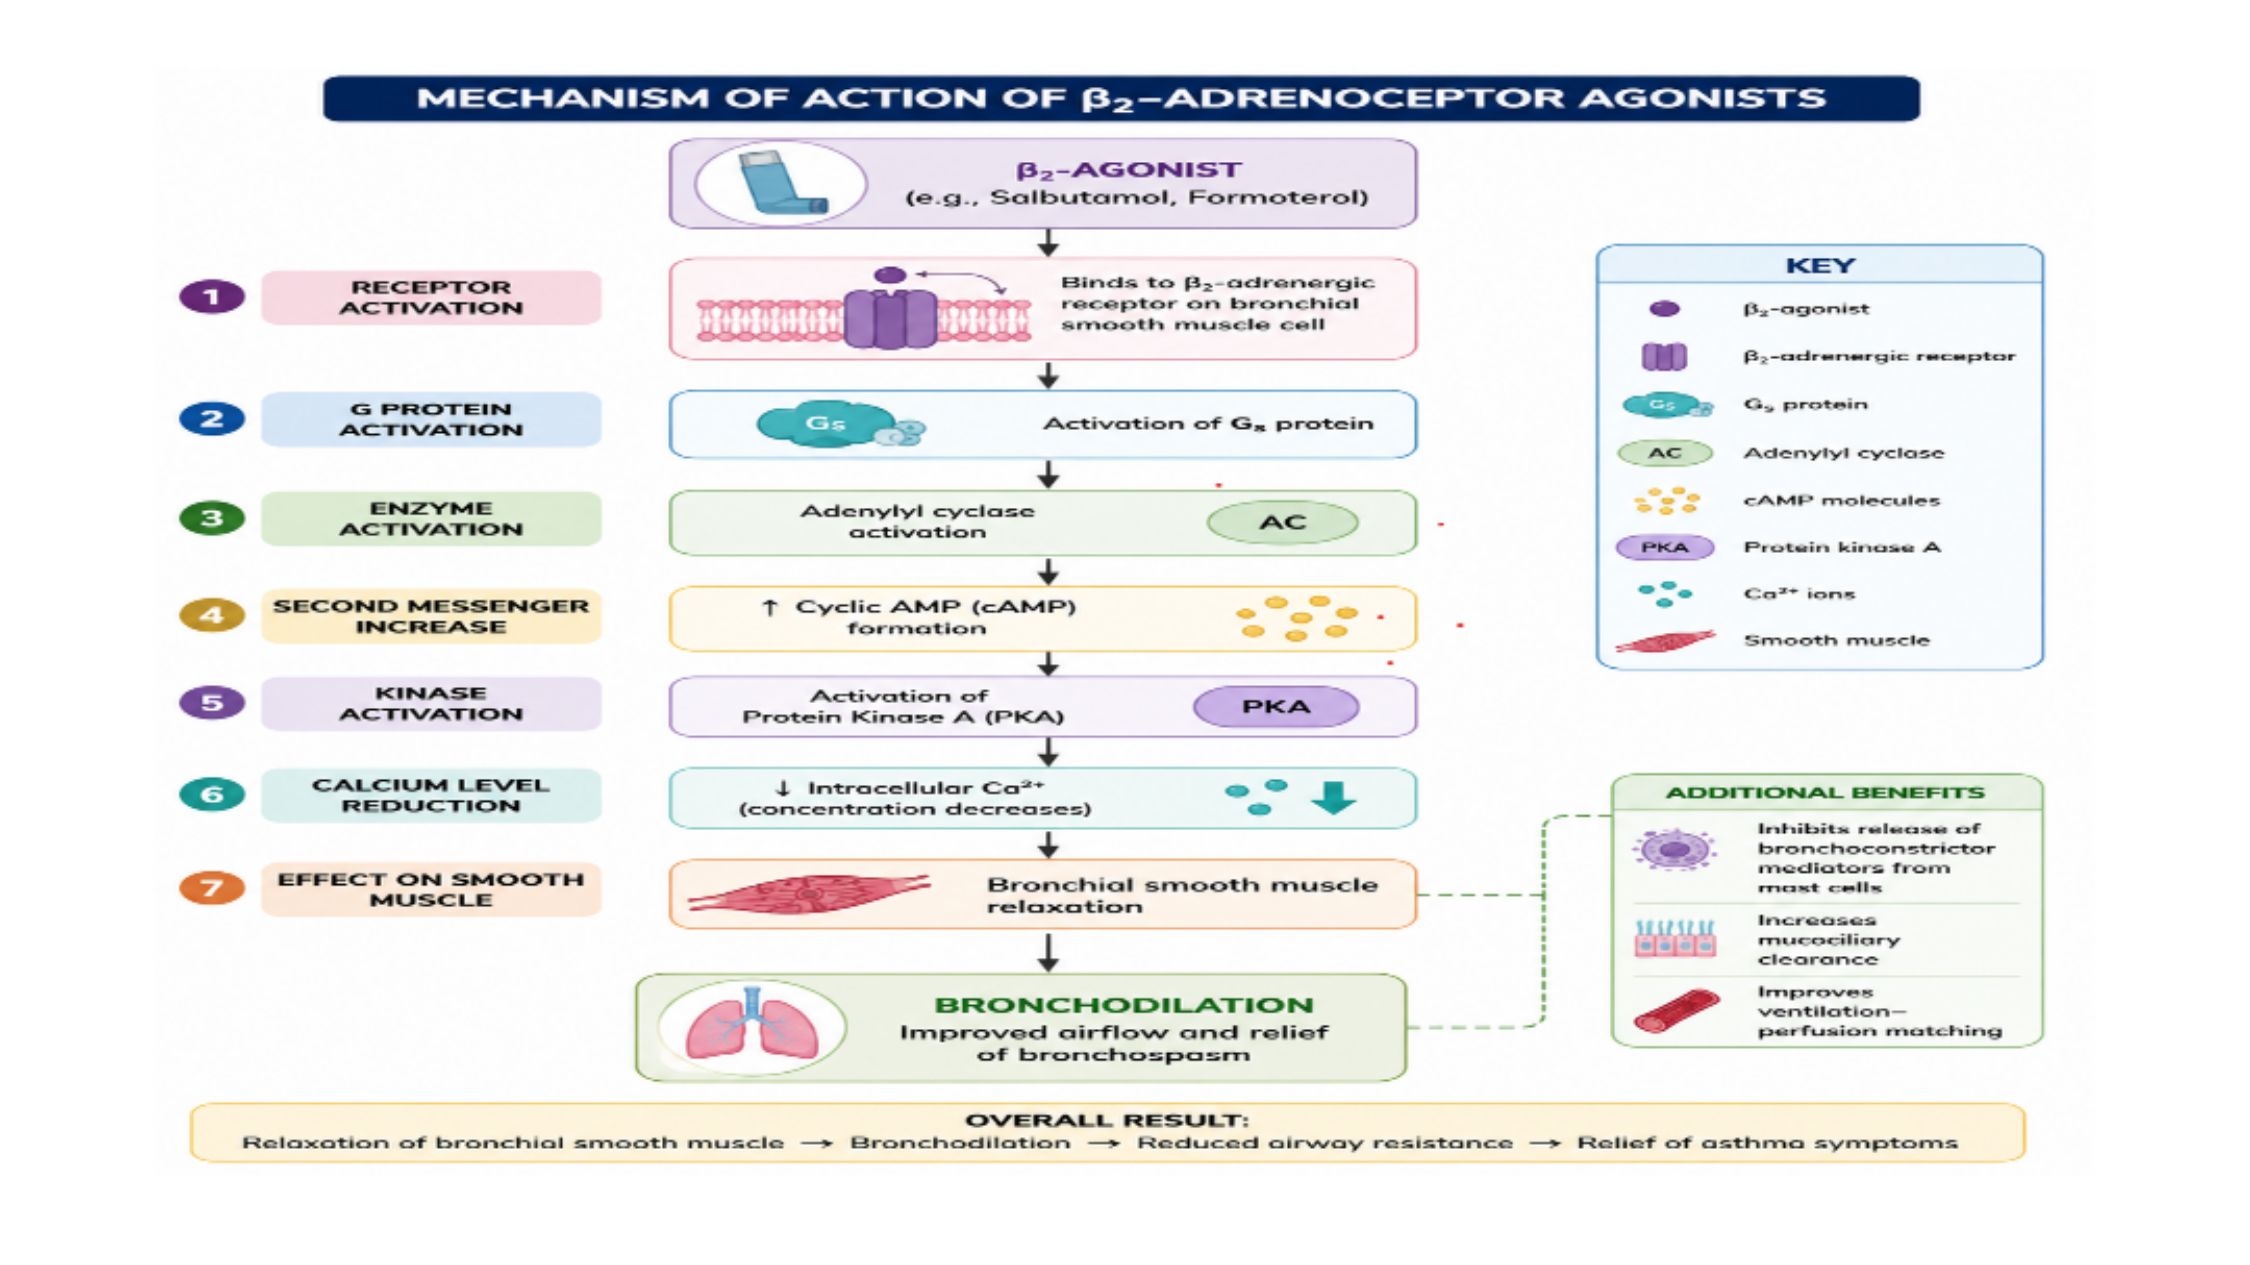 MECHANISM OF ACTION OF β₂–ADRENOCEPTOR AGONISTS
β₂-AGONIST
(e.g., Salbutamol, Formoterol)
1
RECEPTOR
ACTIVATION
Binds to β₂-adrenergic
receptor on bronchial
smooth muscle cell
2
G PROTEIN
ACTIVATION
Gs
Activation of Gₛ protein
3
ENZYME
ACTIVATION
Adenylyl cyclase
activation
AC
4
SECOND MESSENGER
INCREASE
↑ Cyclic AMP (cAMP)
formation
5
KINASE
ACTIVATION
Activation of
Protein Kinase A (PKA)
PKA
6
CALCIUM LEVEL
REDUCTION
↓ Intracellular Ca²⁺
(concentration decreases)
7
EFFECT ON SMOOTH
MUSCLE
Bronchial smooth muscle
relaxation
BRONCHODILATION
Improved airflow and relief
of bronchospasm
KEY
β₂-agonist
β₂-adrenergic receptor
Gs
Gₛ protein
AC
Adenylyl cyclase
cAMP molecules
PKA
Protein kinase A
Ca²⁺ ions
Smooth muscle
ADDITIONAL BENEFITS
Inhibits release of
bronchoconstrictor
mediators from
mast cells
Increases
mucociliary
clearance
Improves
ventilation–
perfusion matching
OVERALL RESULT:
Relaxation of bronchial smooth muscle → Bronchodilation → Reduced airway resistance → Relief of asthma symptoms